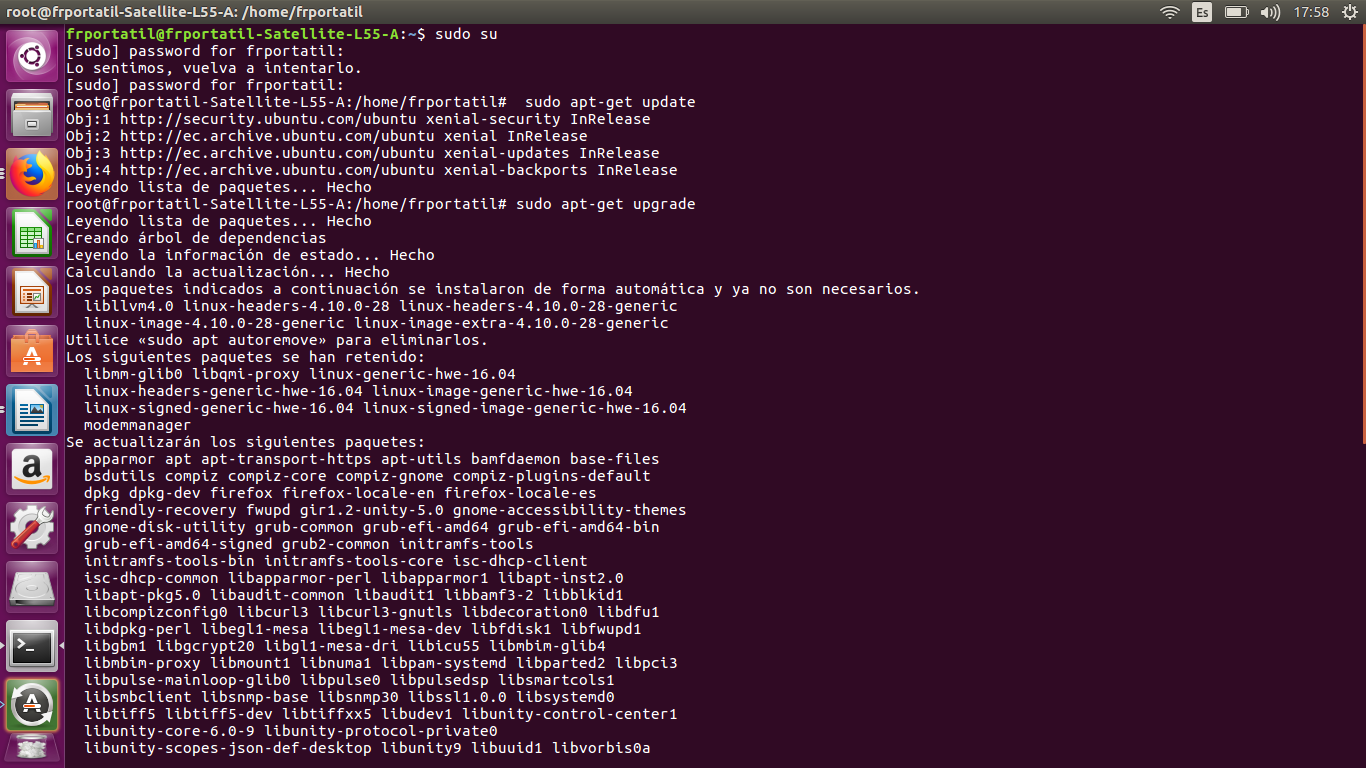 root@frportatil-Satellite-L55-A: /home/frportatil
Es
17:58
frportatil@frportatil-Satellite-L55-A:~$ sudo su
[sudo] password for frportatil:
Lo sentimos, vuelva a intentarlo.
[sudo] password for frportatil:
root@frportatil-Satellite-L55-A:/home/frportatil#  sudo apt-get update
Obj:1 http://security.ubuntu.com/ubuntu xenial-security InRelease
Obj:2 http://ec.archive.ubuntu.com/ubuntu xenial InRelease
Obj:3 http://ec.archive.ubuntu.com/ubuntu xenial-updates InRelease
Obj:4 http://ec.archive.ubuntu.com/ubuntu xenial-backports InRelease
Leyendo lista de paquetes... Hecho
root@frportatil-Satellite-L55-A:/home/frportatil# sudo apt-get upgrade
Leyendo lista de paquetes... Hecho
Creando árbol de dependencias
Leyendo la información de estado... Hecho
Calculando la actualización... Hecho
Los paquetes indicados a continuación se instalaron de forma automática y ya no son necesarios.
  libllvm4.0 linux-headers-4.10.0-28 linux-headers-4.10.0-28-generic
  linux-image-4.10.0-28-generic linux-image-extra-4.10.0-28-generic
Utilice «sudo apt autoremove» para eliminarlos.
Los siguientes paquetes se han retenido:
  libmm-glib0 libqmi-proxy linux-generic-hwe-16.04
  linux-headers-generic-hwe-16.04 linux-image-generic-hwe-16.04
  linux-signed-generic-hwe-16.04 linux-signed-image-generic-hwe-16.04
  modemmanager
Se actualizarán los siguientes paquetes:
  apparmor apt apt-transport-https apt-utils bamfdaemon base-files
  bsdutils compiz compiz-core compiz-gnome compiz-plugins-default
  dpkg dpkg-dev firefox firefox-locale-en firefox-locale-es
  friendly-recovery fwupd gir1.2-unity-5.0 gnome-accessibility-themes
  gnome-disk-utility grub-common grub-efi-amd64 grub-efi-amd64-bin
  grub-efi-amd64-signed grub2-common initramfs-tools
  initramfs-tools-bin initramfs-tools-core isc-dhcp-client
  isc-dhcp-common libapparmor-perl libapparmor1 libapt-inst2.0
  libapt-pkg5.0 libaudit-common libaudit1 libbamf3-2 libblkid1
  libcompizconfig0 libcurl3 libcurl3-gnutls libdecoration0 libdfu1
  libdpkg-perl libegl1-mesa libegl1-mesa-dev libfdisk1 libfwupd1
  libgbm1 libgcrypt20 libgl1-mesa-dri libicu55 libmbim-glib4
  libmbim-proxy libmount1 libnuma1 libpam-systemd libparted2 libpci3
  libpulse-mainloop-glib0 libpulse0 libpulsedsp libsmartcols1
  libsmbclient libsnmp-base libsnmp30 libssl1.0.0 libsystemd0
  libtiff5 libtiff5-dev libtiffxx5 libudev1 libunity-control-center1
  libunity-core-6.0-9 libunity-protocol-private0
  libunity-scopes-json-def-desktop libunity9 libuuid1 libvorbis0a